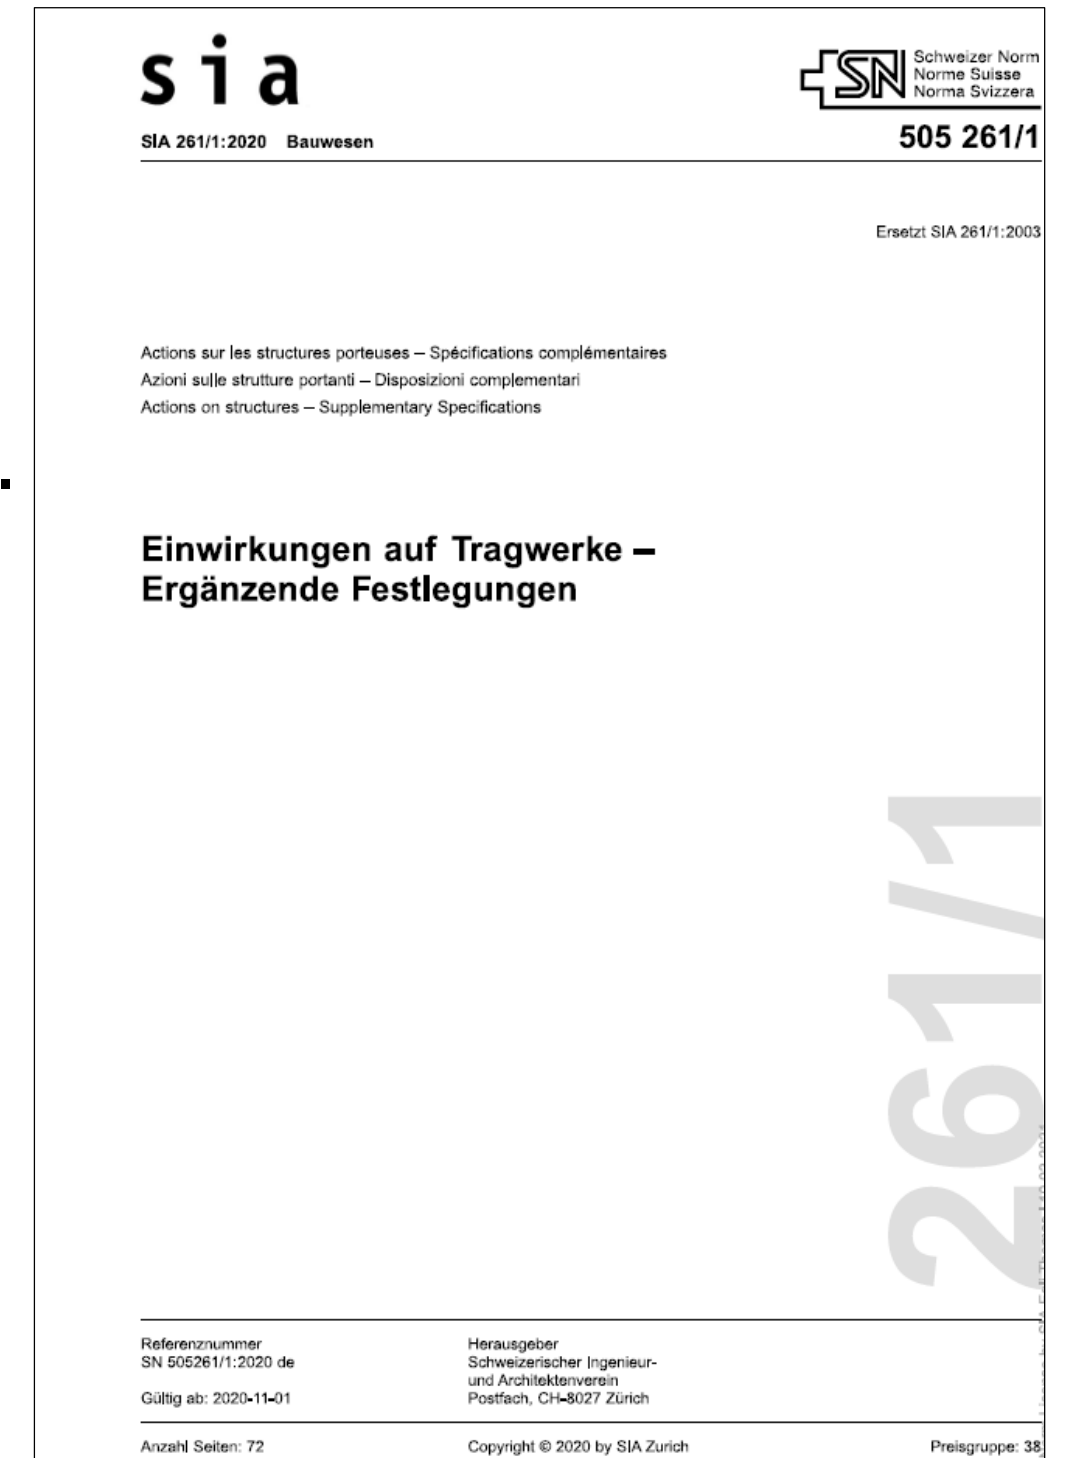 sia
Schweizer Norm
Norme Suisse
Norma Svizzera
SN
SIA 261/1:2020 Bauwesen
505 261/1
Ersetzt SIA 261/1:2003
Actions sur les structures porteuses – Spécifications complémentaires
Azioni sulle strutture portanti – Disposizioni complementari
Actions on structures – Supplementary Specifications
Einwirkungen auf Tragwerke –
Ergänzende Festlegungen
261/1
Referenznummer
SN 505261/1:2020 de
Gültig ab: 2020-11-01
Herausgeber
Schweizerischer Ingenieur-
und Architektenverein
Postfach, CH-8027 Zürich
Anzahl Seiten: 72
Copyright © 2020 by SIA Zurich
Preisgruppe: 38